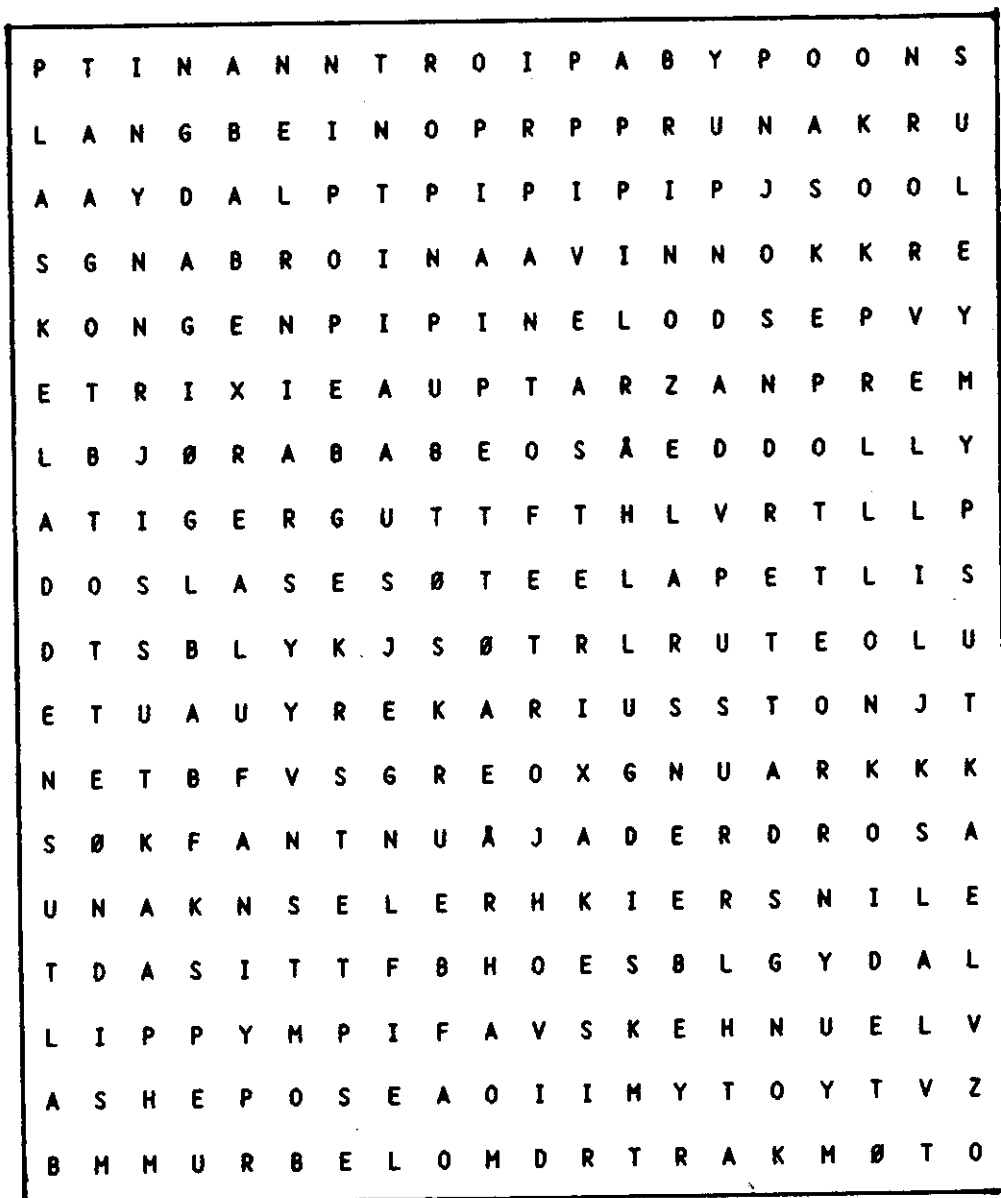 P T I N A N N T R O I P A B Y P O O N S
L A N G B E I N O P R P P R U N A K R U
A A Y D A L P T P I P I P I P J S O O L
S G N A B R O I N A A V I N N O K K R E
K O N G E N P I P I N E L O D S E P V Y
E T R I X I E A U P T A R Z A N P R E M
L B J Ø R A B A B E O S Å E D D O L L Y
A T I G E R G U T T F T H L V R T L L P
D O S L A S E S Ø T E E L A P E T L I S
D T S B L Y K J S Ø T R L R U T E O L U
E T U A U Y R E K A R I U S S T O N J T
N E T B F V S G R E O X G N U A R K K K
S Ø K F A N T N U Å J A D E R D R O S A
U N A K N S E L E R H K I E R S N I L E
T D A S I T T F B H O E S B L G Y D A L
L I P P Y M P I F A V S K E H N U E L V
A S H E P O S E A O I I M Y T O Y T V Z
B M M U R B E L O M D R T R A K M Ø T O